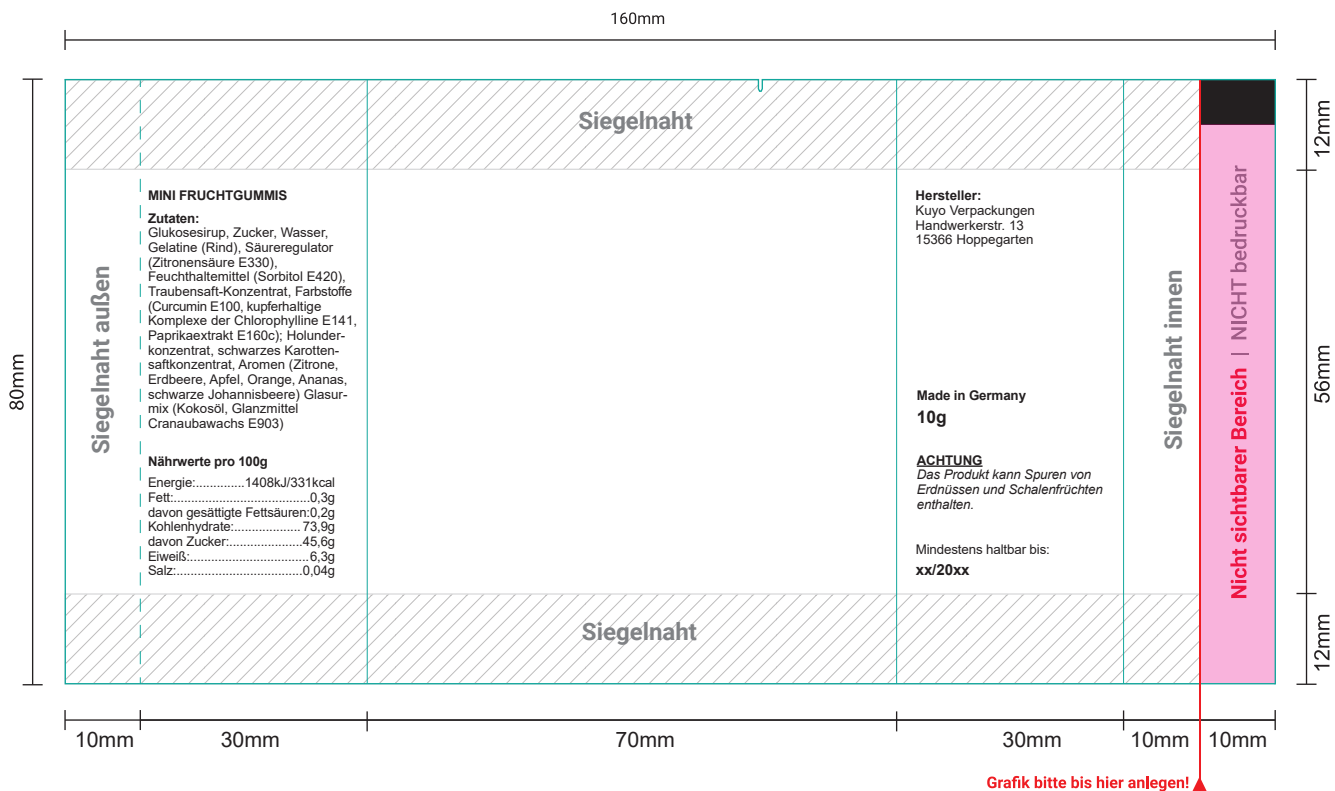 160mm
Siegelnaht
12mm
80mm
Siegelnaht außen
MINI FRUCHTGUMMIS
Zutaten:
Glukosesirup, Zucker, Wasser,
Gelatine (Rind), Säureregulator
(Zitronensäure E330),
Feuchthaltemittel (Sorbitol E420),
Traubensaft-Konzentrat, Farbstoffe
(Curcumin E100, kupferhaltige
Komplexe der Chlorophylline E141,
Paprikaextrakt E160c); Holunder-
konzentrat, schwarzes Karotten-
saftkonzentrat, Aromen (Zitrone,
Erdbeere, Apfel, Orange, Ananas,
schwarze Johannisbeere) Glasur-
mix (Kokosöl, Glanzmittel
Cranaubawachs E903)
Nährwerte pro 100g
Energie:..............1408kJ/331kcal
Fett:.......................................0,3g
davon gesättigte Fettsäuren:0,2g
Kohlenhydrate:................... 73,9g
davon Zucker:.....................45,6g
Eiweiß:..................................6,3g
Salz:....................................0,04g
Hersteller:
Kuyo Verpackungen
Handwerkerstr. 13
15366 Hoppegarten
Made in Germany
10g
ACHTUNG
Das Produkt kann Spuren von
Erdnüssen und Schalenfrüchten
enthalten.
Mindestens haltbar bis:
xx/20xx
Siegelnaht innen
Nicht sichtbarer Bereich | NICHT bedruckbar
56mm
Siegelnaht
12mm
10mm
30mm
70mm
30mm
10mm
10mm
Grafik bitte bis hier anlegen!